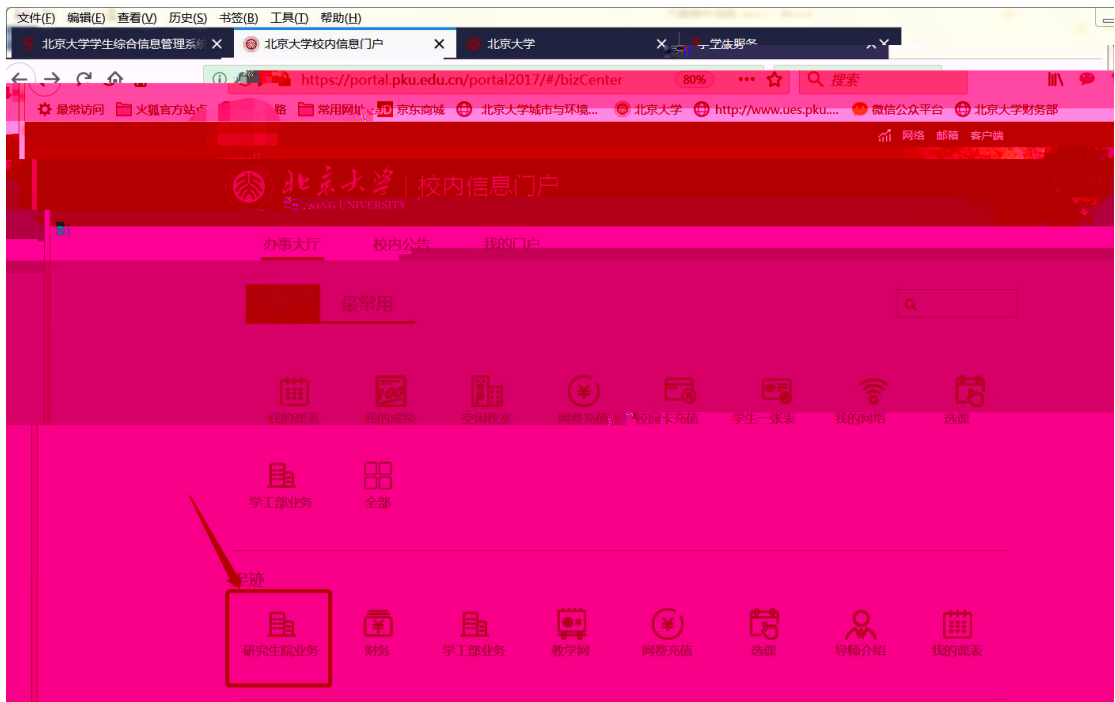 文件(F) 编辑(E) 查看(V) 历史(S) 书签(B) 工具(T) 帮助(H)
北京大学学生综合信息管理系统 × 北京大学校内信息门户 × 北京大学 ×
https://portal.pku.edu.cn/portal2017/#/bizCenter 80% 搜索
最常访问 火狐官方站点 常用网址 JD 京东商城 北京大学城市与环境... 北京大学 http://www.ues.pku.... 微信公众平台 北京大学财务部
网络 邮箱 客户端
北京大学 校内信息门户
PEKING UNIVERSITY
办事大厅 校内公告 我的门户
最常用
我的课表 我的成绩 空闲教室 网费充值 校园卡充值 学生一张表 我的网络 选课
学工部业务 全部
足迹
研究生院业务 财务 学工部业务 教学网 网费充值 选课 导师介绍 我的课表